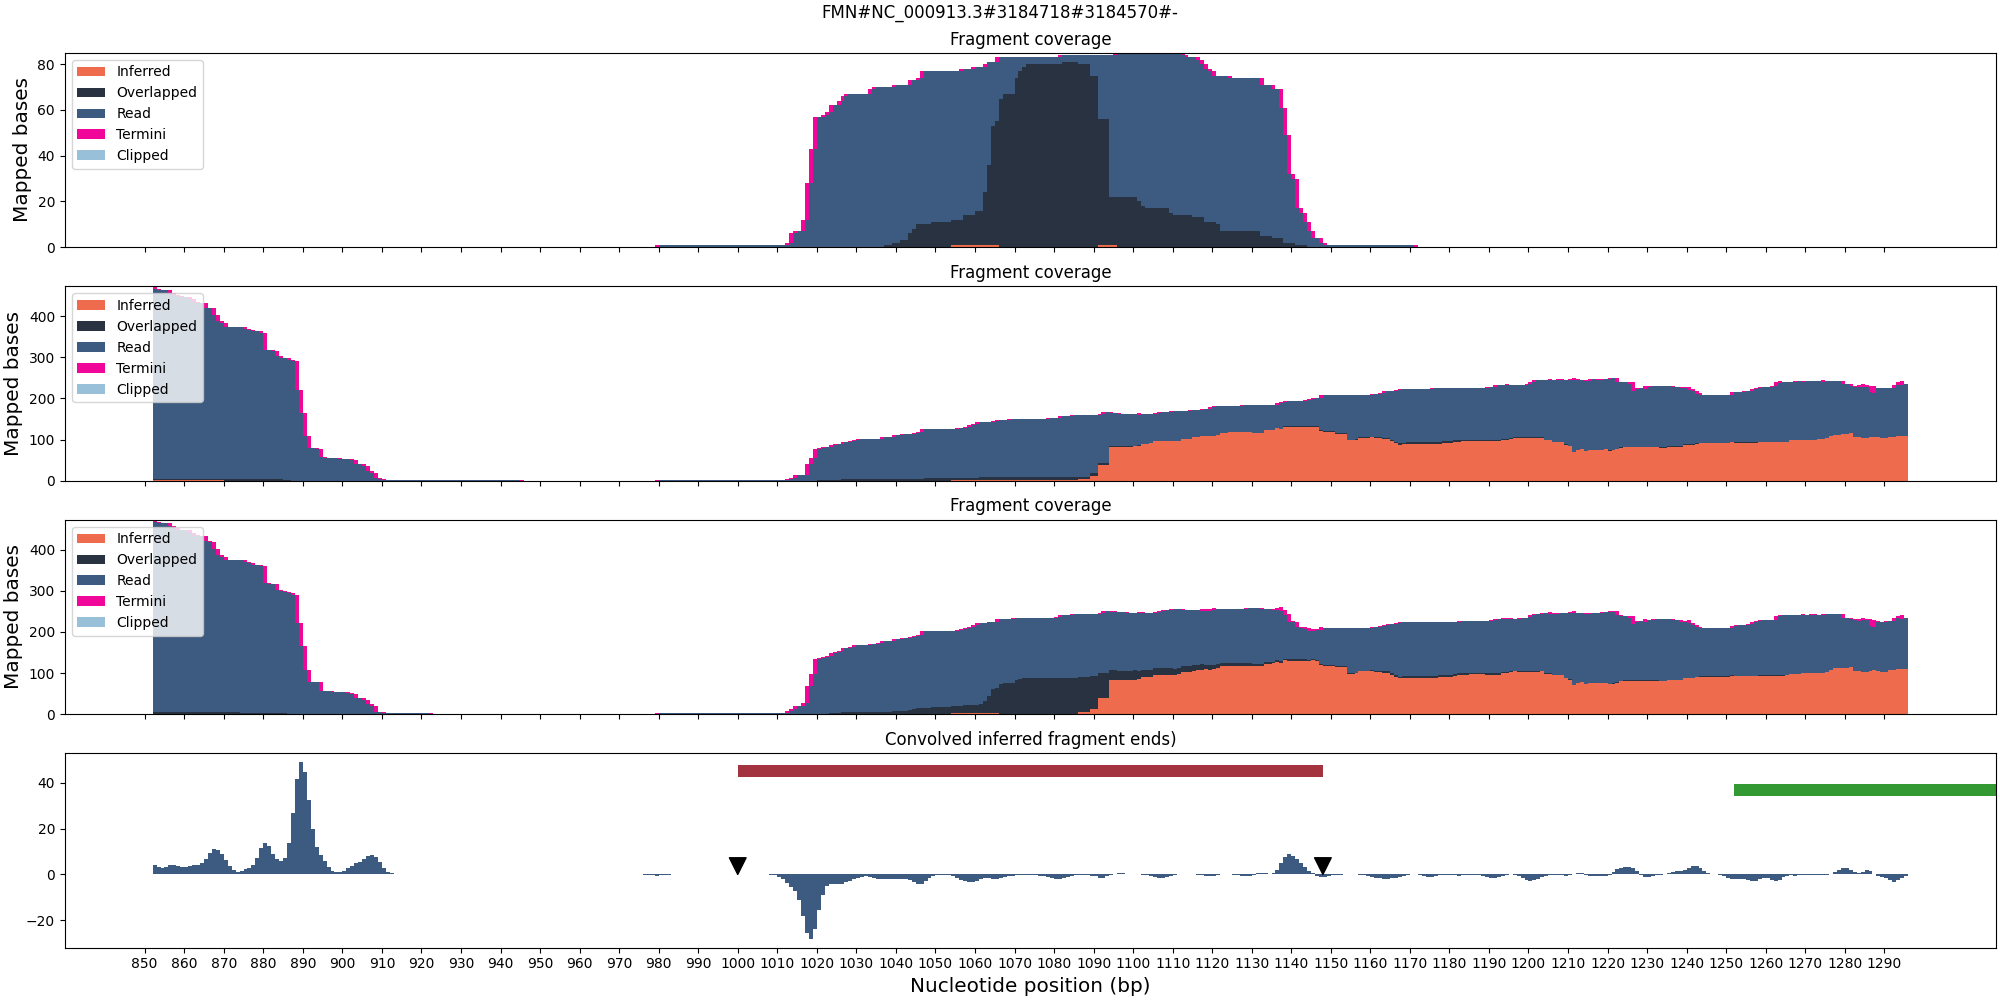 FMN#NC_000913.3#3184718#3184570#-
Fragment coverage
80
60
40
20
0
Mapped bases
Inferred
Overlapped
Read
Termini
Clipped
Fragment coverage
400
300
200
100
0
Mapped bases
Inferred
Overlapped
Read
Termini
Clipped
Fragment coverage
400
300
200
100
0
Mapped bases
Inferred
Overlapped
Read
Termini
Clipped
Convolved inferred fragment ends)
40
20
0
−20
850 860 870 880 890 900 910 920 930 940 950 960 970 980 990 1000 1010 1020 1030 1040 1050 1060 1070 1080 1090 1100 1110 1120 1130 1140 1150 1160 1170 1180 1190 1200 1210 1220 1230 1240 1250 1260 1270 1280 1290
Nucleotide position (bp)